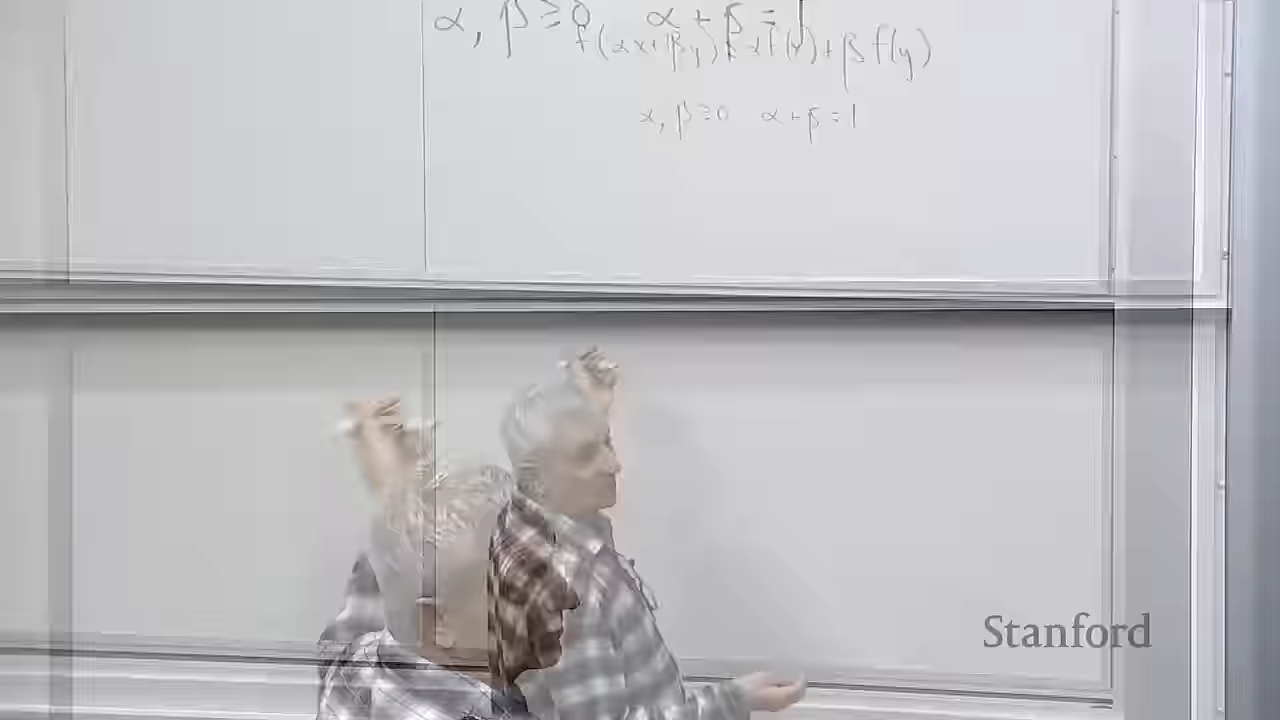 α, β ≥ 0 α + β = 1
f(αx+βy) αf(x)+βf(y)
α, β ≥ 0 α+β=1
Stanford